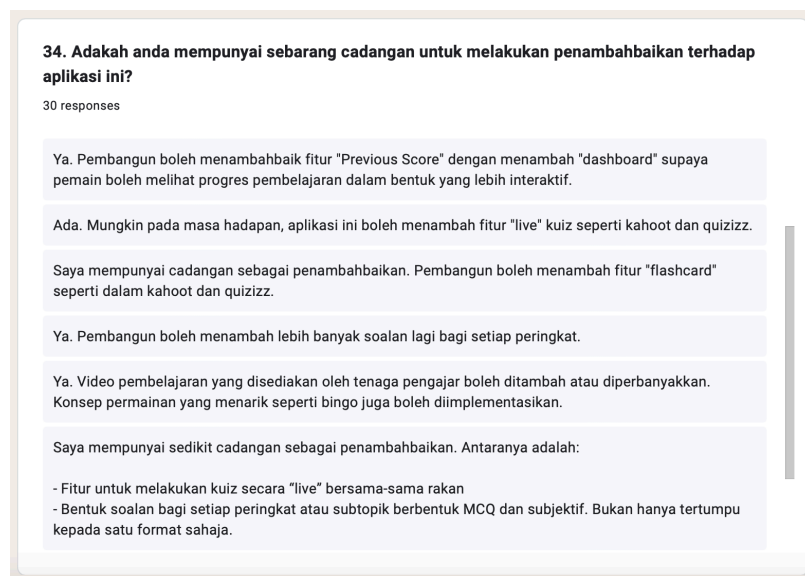 34. Adakah anda mempunyai sebarang cadangan untuk melakukan penambahbaikan terhadap
aplikasi ini?
30 responses
Ya. Pembangun boleh menambahbaik fitur "Previous Score" dengan menambah "dashboard" supaya
pemain boleh melihat progres pembelajaran dalam bentuk yang lebih interaktif.
Ada. Mungkin pada masa hadapan, aplikasi ini boleh menambah fitur "live" kuiz seperti kahoot dan quizizz.
Saya mempunyai cadangan sebagai penambahbaikan. Pembangun boleh menambah fitur "flashcard"
seperti dalam kahoot dan quizizz.
Ya. Pembangun boleh menambah lebih banyak soalan lagi bagi setiap peringkat.
Ya. Video pembelajaran yang disediakan oleh tenaga pengajar boleh ditambah atau diperbanyakkan.
Konsep permainan yang menarik seperti bingo juga boleh diimplementasikan.
Saya mempunyai sedikit cadangan sebagai penambahbaikan. Antaranya adalah:
- Fitur untuk melakukan kuiz secara “live” bersama-sama rakan
- Bentuk soalan bagi setiap peringkat atau subtopik berbentuk MCQ dan subjektif. Bukan hanya tertumpu
kepada satu format sahaja.